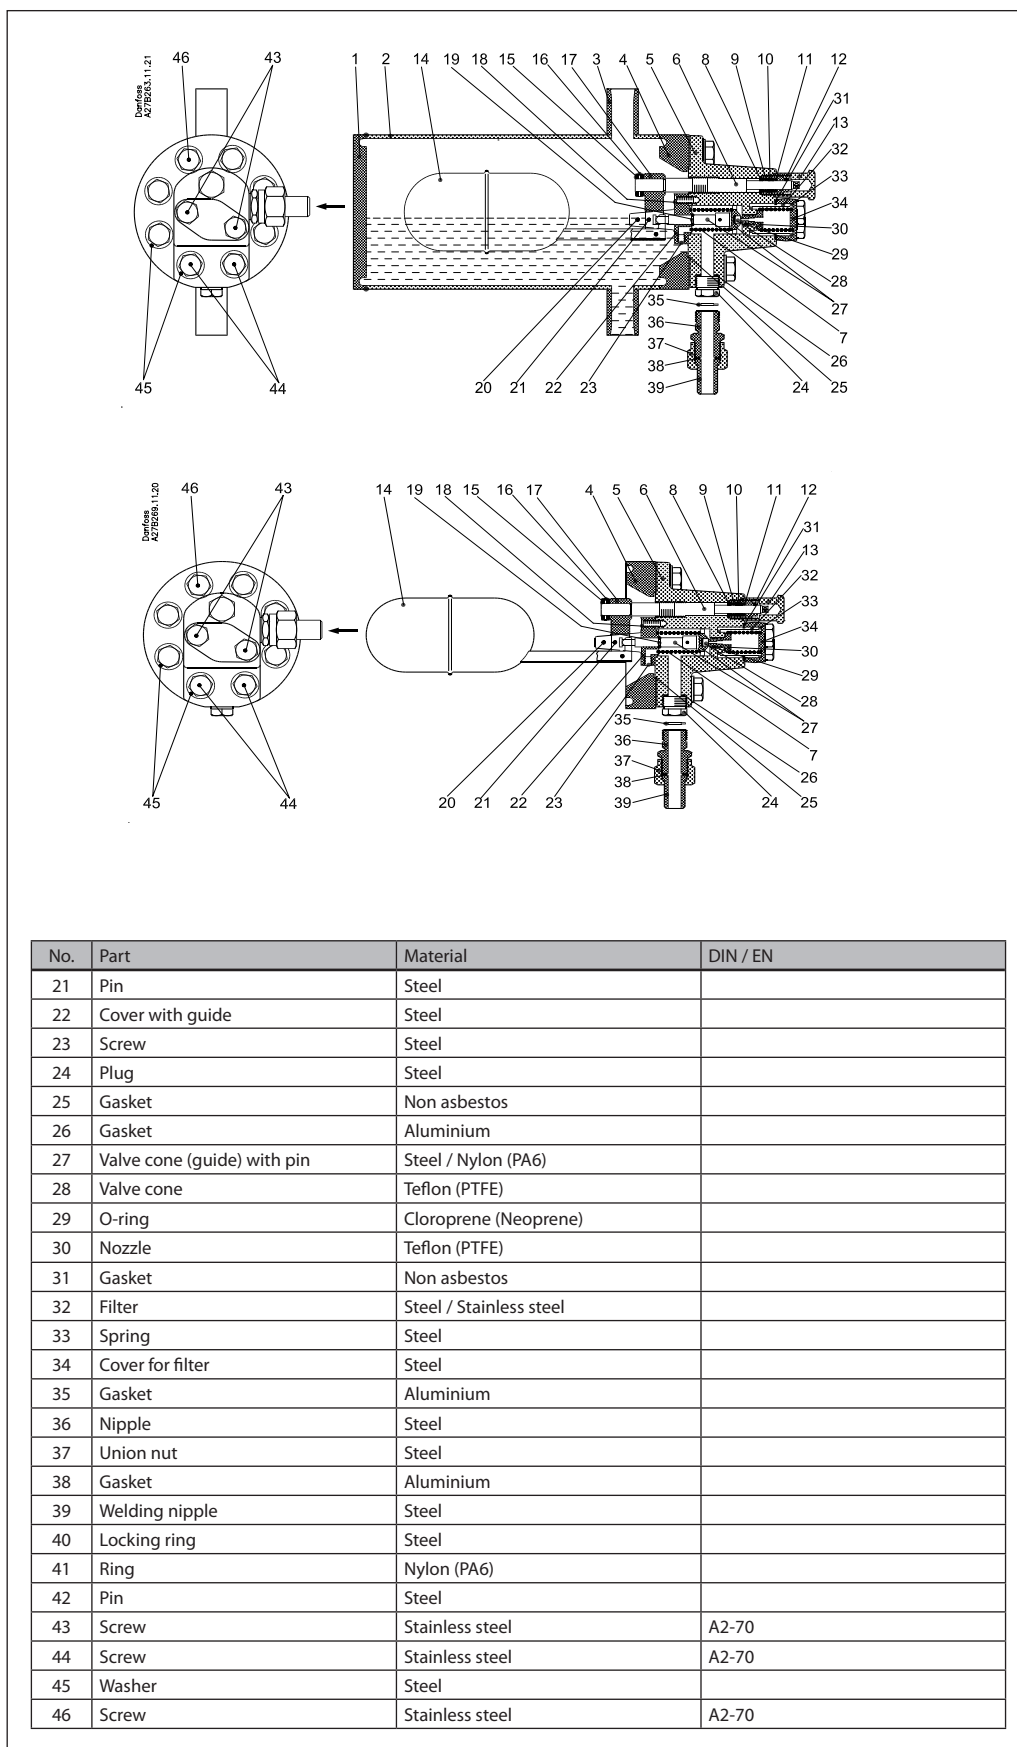 Danfoss
A27B263.11.21
46 43 1 2 14 19 18 15 16 17 3 4 5 6 8 9 10 11 12
31
13
32
33
34
30
29
28
27
7
26
25
35
36
37
38
39
45 44 20 21 22 23 24
Danfoss
A27B269.11.20
46 43 14 19 18 15 16 17 4 5 6 8 9 10 11 12
31
13
32
33
34
30
29
28
27
7
26
25
35
36
37
38
39
45 44 20 21 22 23 24
No. Part Material DIN / EN
21 Pin Steel
22 Cover with guide Steel
23 Screw Steel
24 Plug Steel
25 Gasket Non asbestos
26 Gasket Aluminium
27 Valve cone (guide) with pin Steel / Nylon (PA6)
28 Valve cone Teflon (PTFE)
29 O-ring Cloroprene (Neoprene)
30 Nozzle Teflon (PTFE)
31 Gasket Non asbestos
32 Filter Steel / Stainless steel
33 Spring Steel
34 Cover for filter Steel
35 Gasket Aluminium
36 Nipple Steel
37 Union nut Steel
38 Gasket Aluminium
39 Welding nipple Steel
40 Locking ring Steel
41 Ring Nylon (PA6)
42 Pin Steel
43 Screw Stainless steel A2-70
44 Screw Stainless steel A2-70
45 Washer Steel
46 Screw Stainless steel A2-70